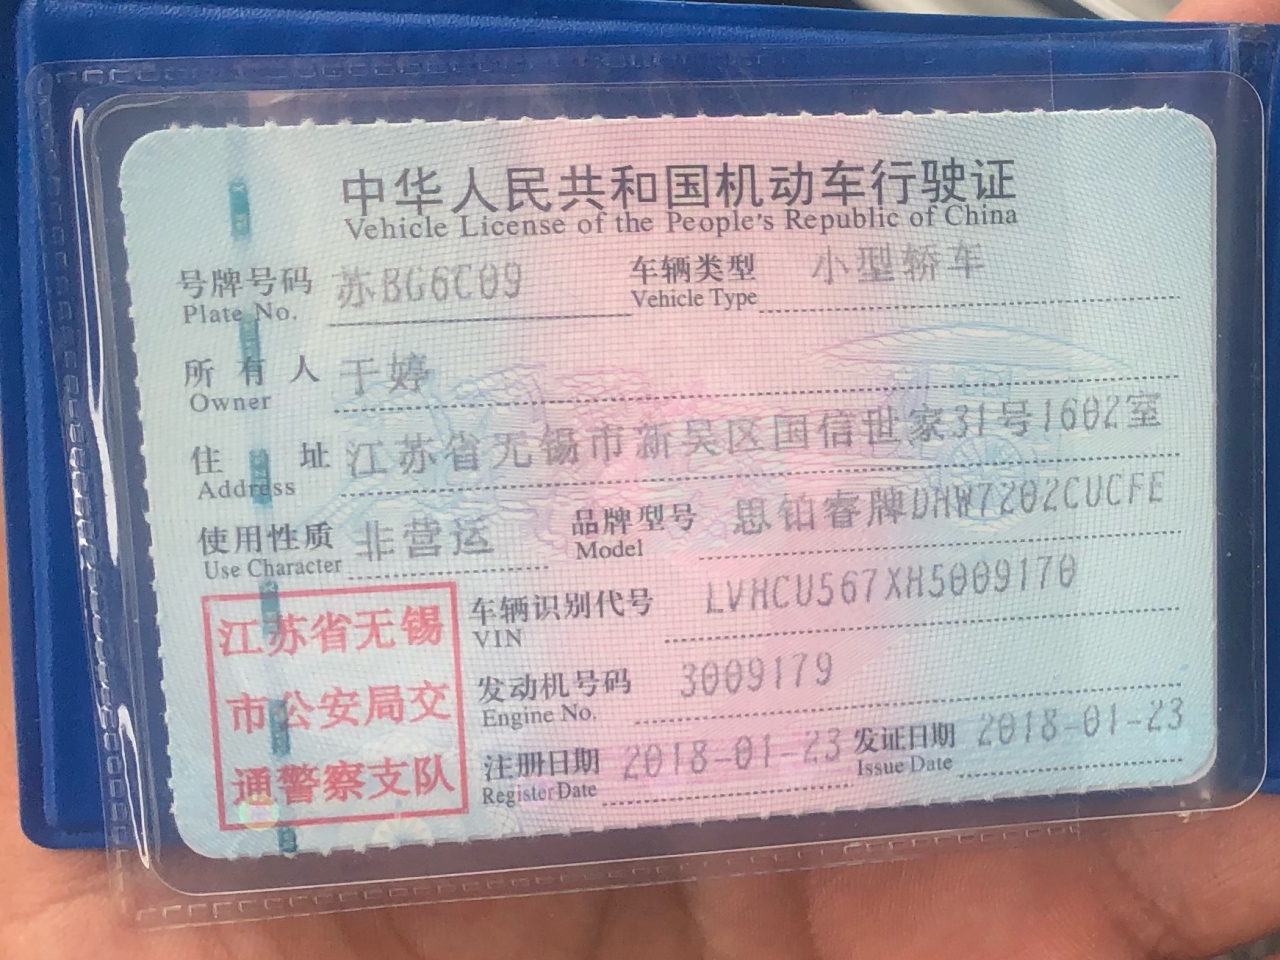 中华人民共和国机动车行驶证
Vehicle License of the People's Republic of China
号牌号码 苏BG6C09 车辆类型 小型轿车
Plate No. Vehicle Type
所有人 于婷
Owner
住址 江苏省无锡市新吴区国信世家31号1602室
Address
使用性质 非营运 品牌型号 思铂睿牌DHW7202CUCFE
Use Character Model
江苏省无锡
市公安局交
通警察支队
车辆识别代号 LVHCU567XH5009170
VIN
发动机号码 3009179
Engine No.
注册日期 2018-01-23 发证日期 2018-01-23
Register Date Issue Date